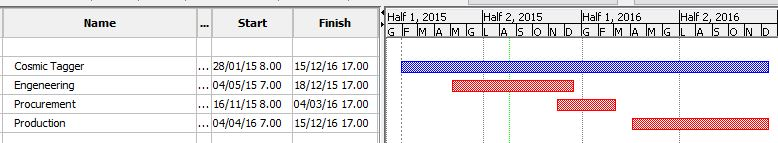 Name ... Start Finish Half 1, 2015 Half 2, 2015 Half 1, 2016 Half 2, 2016
G F M A M G L A S O N D G F M A M G L A S O N D
Cosmic Tagger ... 28/01/15 8.00 15/12/16 17.00
Engeneering ... 04/05/15 7.00 18/12/15 17.00
Procurement ... 16/11/15 8.00 04/03/16 17.00
Production ... 04/04/16 7.00 15/12/16 17.00